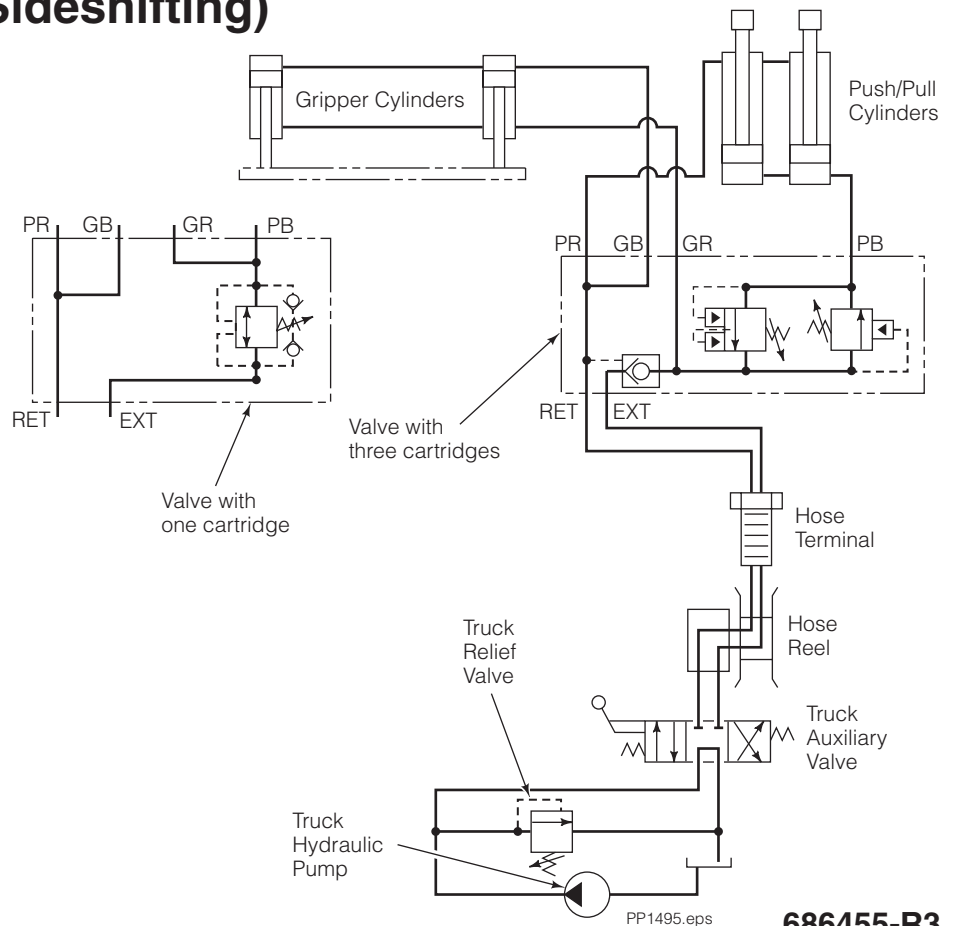 Sideshifting)
Gripper Cylinders
Push/Pull
Cylinders
PR GB GR PB
PR GB GR PB
RET EXT
RET EXT
Valve with
three cartridges
Valve with
one cartridge
Hose
Terminal
Hose
Reel
Truck
Relief
Valve
Truck
Auxiliary
Valve
Truck
Hydraulic
Pump
PP1495.eps
686455-R3